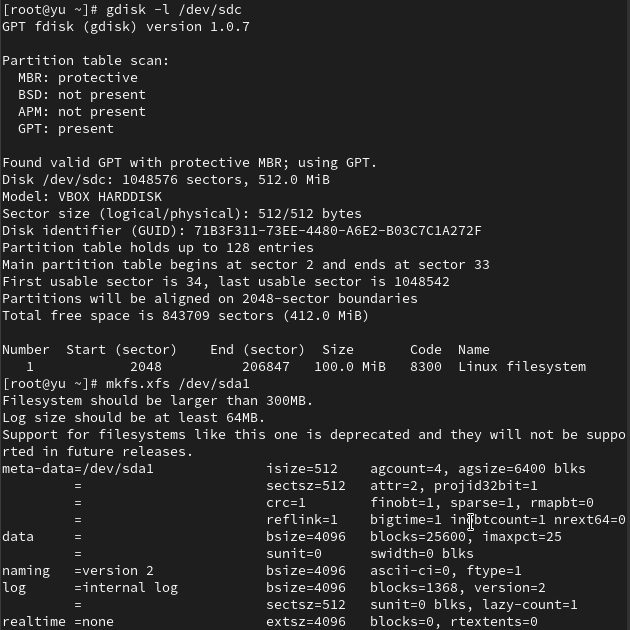 [root@yu ~]# gdisk -l /dev/sdc
GPT fdisk (gdisk) version 1.0.7
Partition table scan:
  MBR: protective
  BSD: not present
  APM: not present
  GPT: present
Found valid GPT with protective MBR; using GPT.
Disk /dev/sdc: 1048576 sectors, 512.0 MiB
Model: VBOX HARDDISK
Sector size (logical/physical): 512/512 bytes
Disk identifier (GUID): 71B3F311-73EE-4480-A6E2-B03C7C1A272F
Partition table holds up to 128 entries
Main partition table begins at sector 2 and ends at sector 33
First usable sector is 34, last usable sector is 1048542
Partitions will be aligned on 2048-sector boundaries
Total free space is 843709 sectors (412.0 MiB)
Number  Start (sector)    End (sector)  Size       Code  Name
   1            2048          206847   100.0 MiB   8300  Linux filesystem
[root@yu ~]# mkfs.xfs /dev/sda1
Filesystem should be larger than 300MB.
Log size should be at least 64MB.
Support for filesystems like this one is deprecated and they will not be suppo
rted in future releases.
meta-data=/dev/sda1              isize=512    agcount=4, agsize=6400 blks
         =                       sectsz=512   attr=2, projid32bit=1
         =                       crc=1        finobt=1, sparse=1, rmapbt=0
         =                       reflink=1    bigtime=1 inobtcount=1 nrext64=0
data     =                       bsize=4096   blocks=25600, imaxpct=25
         =                       sunit=0      swidth=0 blks
naming   =version 2              bsize=4096   ascii-ci=0, ftype=1
log      =internal log           bsize=4096   blocks=1368, version=2
         =                       sectsz=512   sunit=0 blks, lazy-count=1
realtime =none                   extsz=4096   blocks=0, rtextents=0